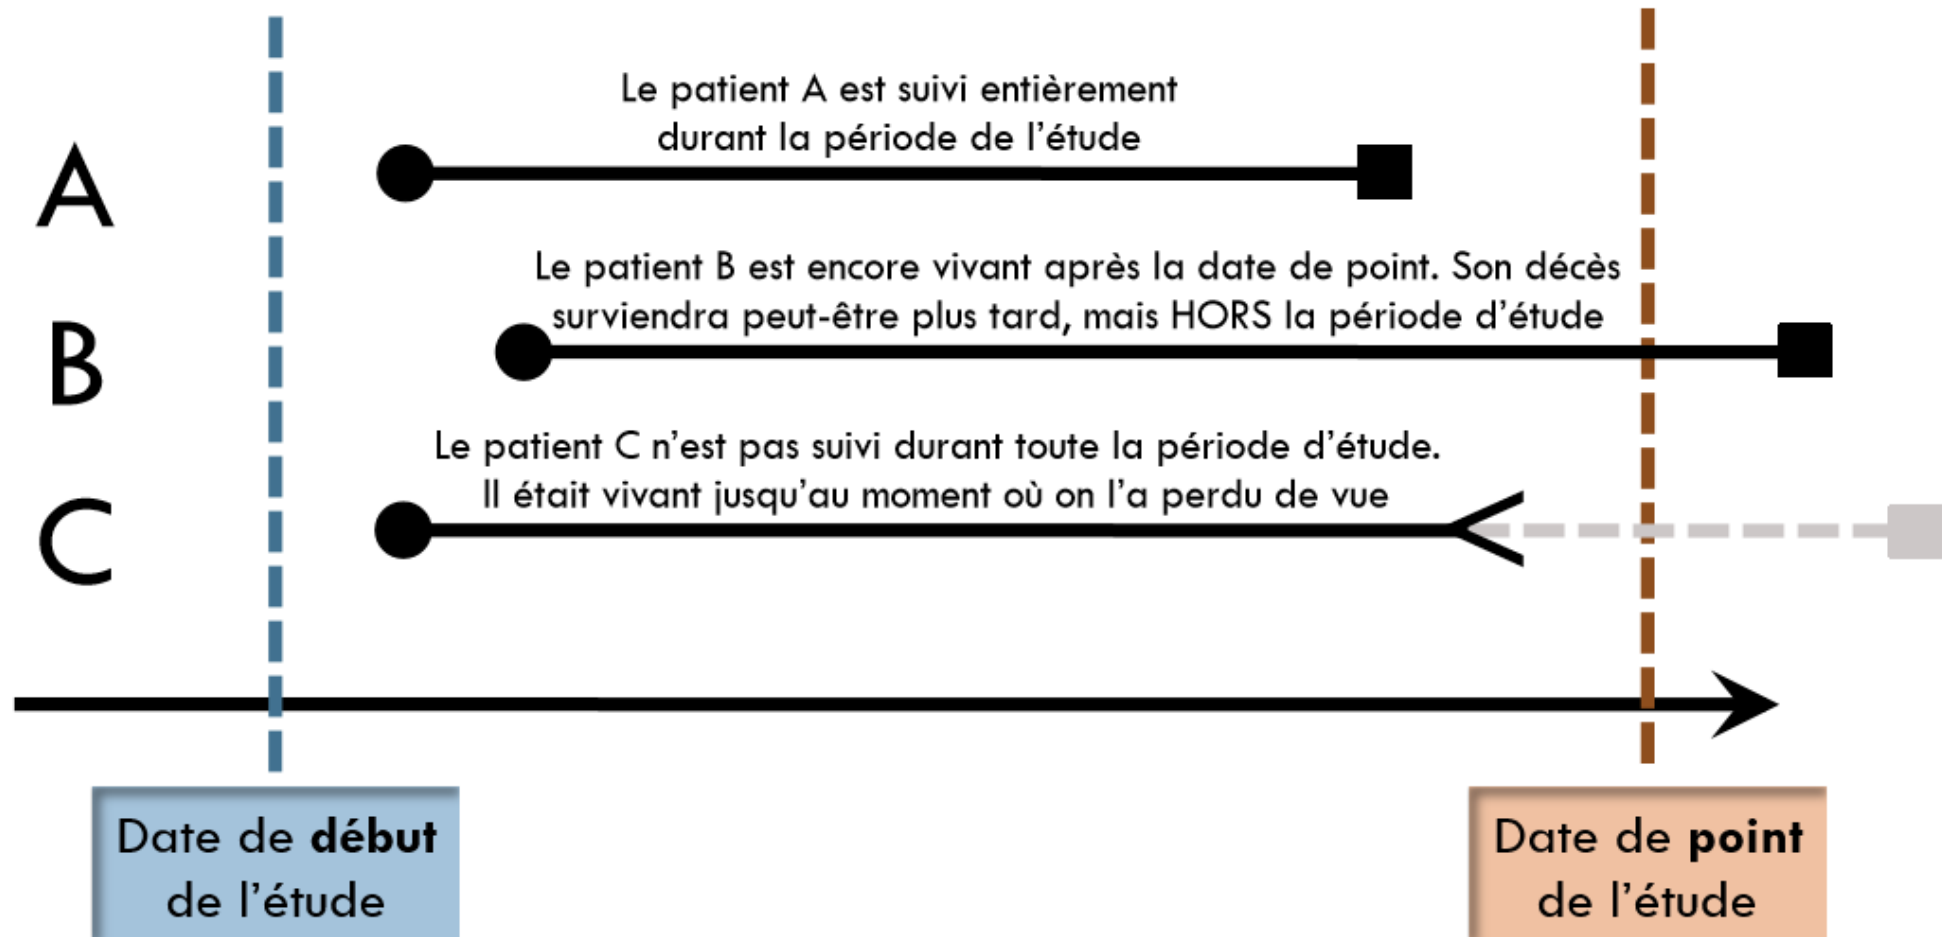 A
Le patient A est suivi entièrement
durant la période de l'étude
B
Le patient B est encore vivant après la date de point. Son décès
surviendra peut-être plus tard, mais HORS la période d'étude
C
Le patient C n'est pas suivi durant toute la période d'étude.
Il était vivant jusqu'au moment où on l'a perdu de vue
Date de début
de l'étude
Date de point
de l'étude